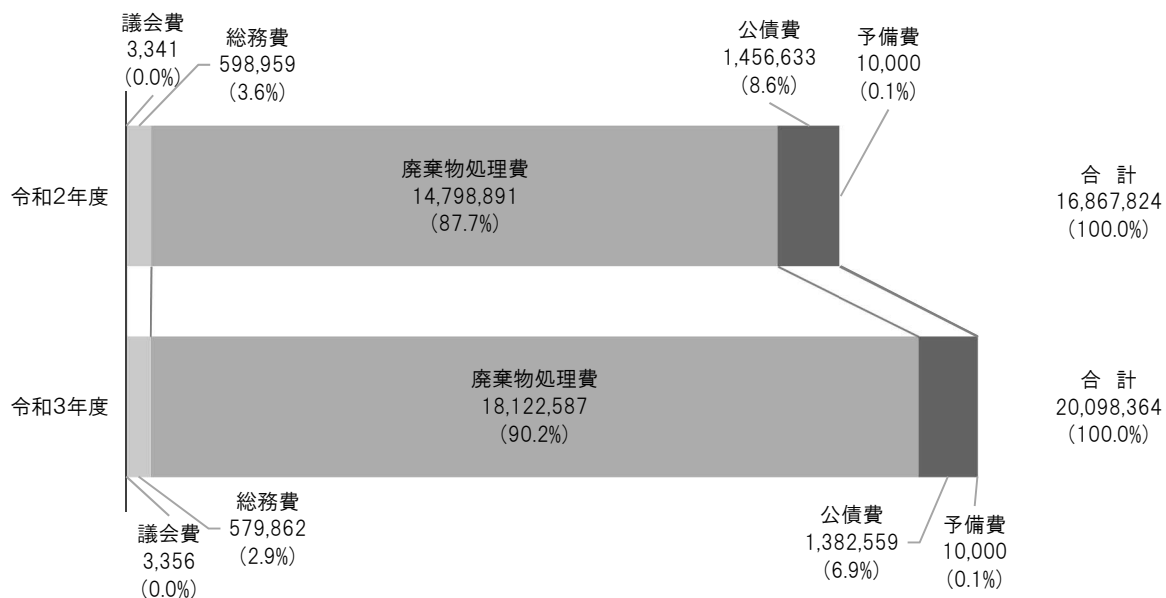 議会費
3,341
(0.0%)
総務費
598,959
(3.6%)
公債費
1,456,633
(8.6%)
予備費
10,000
(0.1%)
令和2年度
廃棄物処理費
14,798,891
(87.7%)
合 計
16,867,824
(100.0%)
令和3年度
廃棄物処理費
18,122,587
(90.2%)
合 計
20,098,364
(100.0%)
議会費
3,356
(0.0%)
総務費
579,862
(2.9%)
公債費
1,382,559
(6.9%)
予備費
10,000
(0.1%)